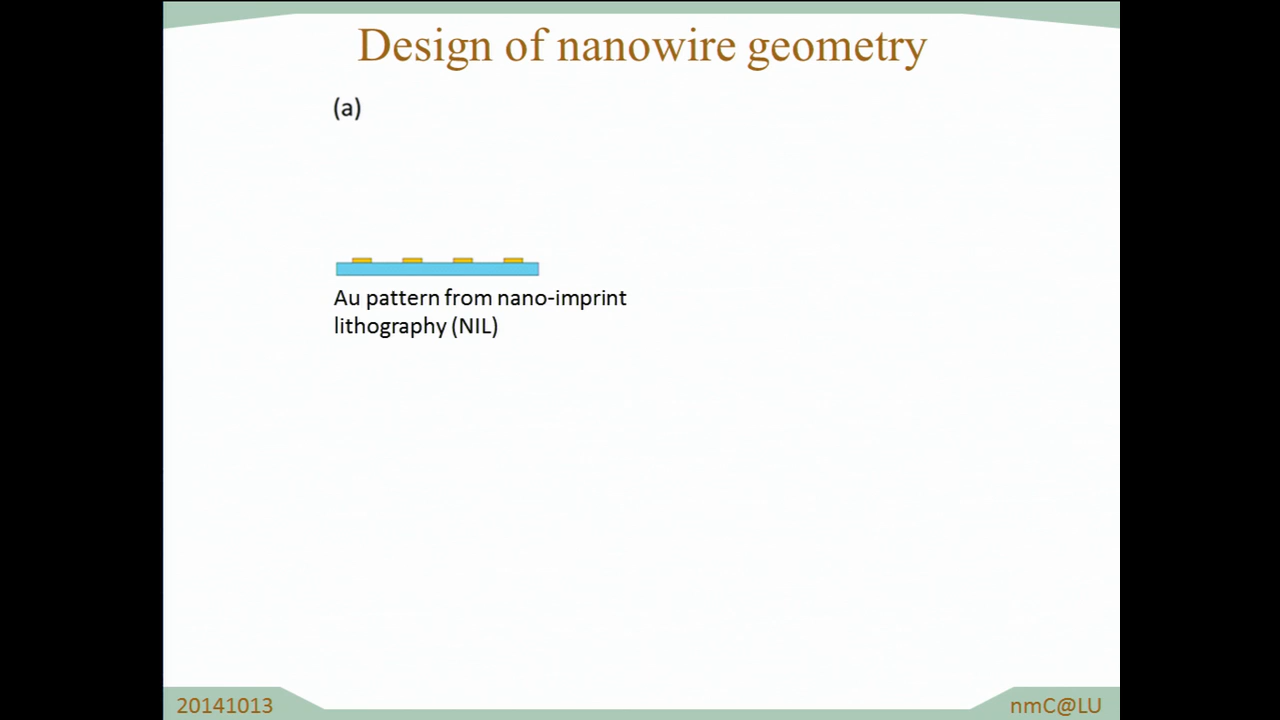 Design of nanowire geometry
(a)
Au pattern from nano-imprint
lithography (NIL)
20141013
nmC@LU